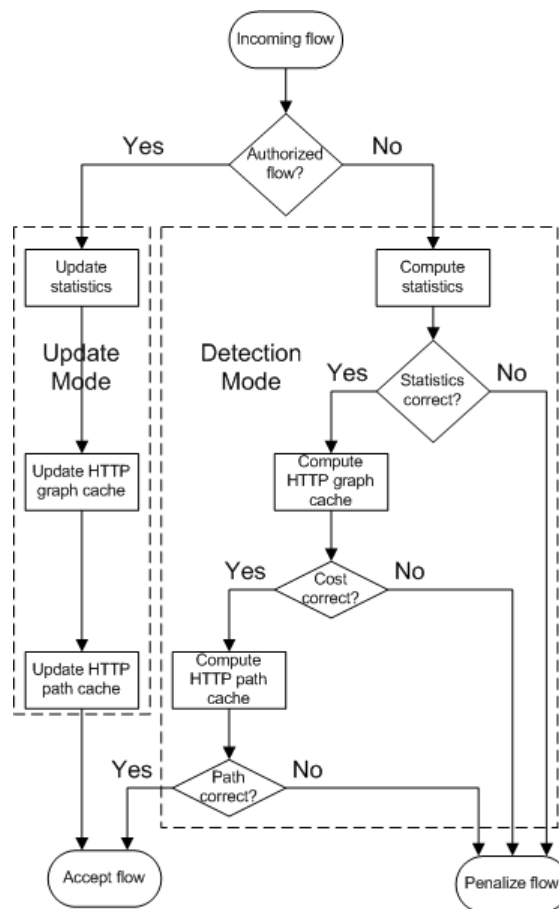 Incoming flow
Yes
Authorized
flow?
No
Update
statistics
Compute
statistics
Update
Mode
Detection
Mode
Yes
Statistics
correct?
No
Update HTTP
graph cache
Compute
HTTP graph
cache
Yes
Cost
correct?
No
Update HTTP
path cache
Compute
HTTP path
cache
Yes
Path
correct?
No
Accept flow
Penalize flow